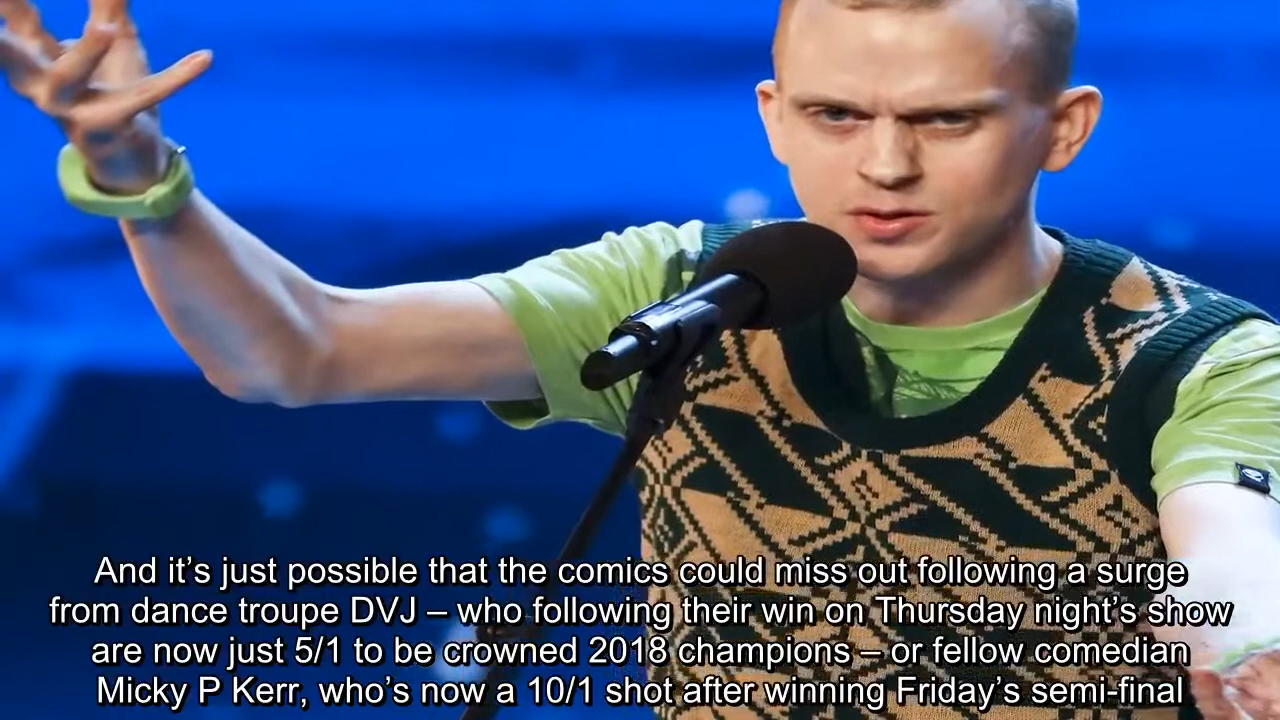 And it’s just possible that the comics could miss out following a surge
from dance troupe DVJ – who following their win on Thursday night’s show
are now just 5/1 to be crowned 2018 champions – or fellow comedian
Micky P Kerr, who’s now a 10/1 shot after winning Friday’s semi-final